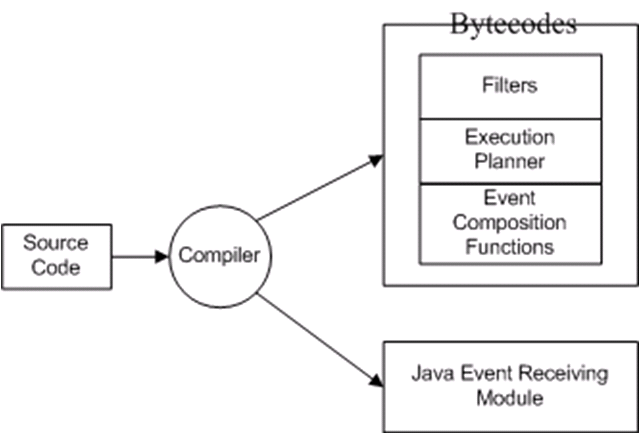 Bytecodes
Filters
Execution
Planner
Event
Composition
Functions
Source
Code
Compiler
Java Event Receiving
Module